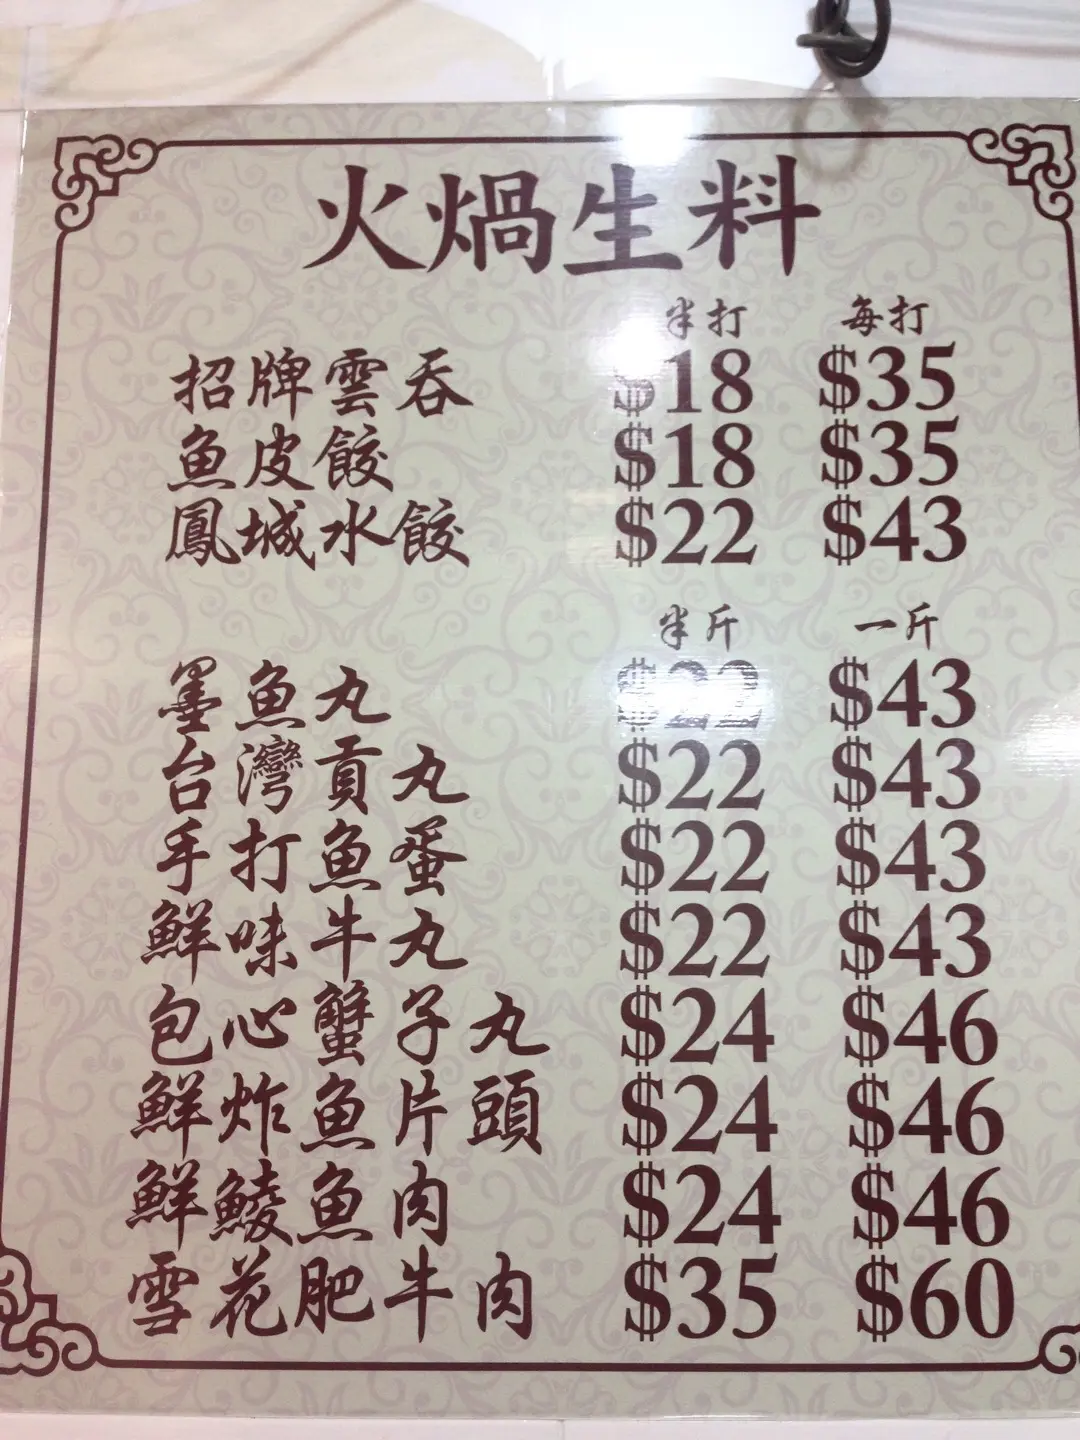 火煱生料
半打 每打
招牌雲吞 $18 $35
魚皮餃 $18 $35
鳳城水餃 $22 $43
半斤 一斤
墨魚丸 $22 $43
台灣貢丸 $22 $43
手打魚蛋 $22 $43
鮮味牛丸 $22 $43
包心蟹子丸 $24 $46
鮮炸魚片頭 $24 $46
鮮鯪魚肉 $24 $46
雪花肥牛肉 $35 $60